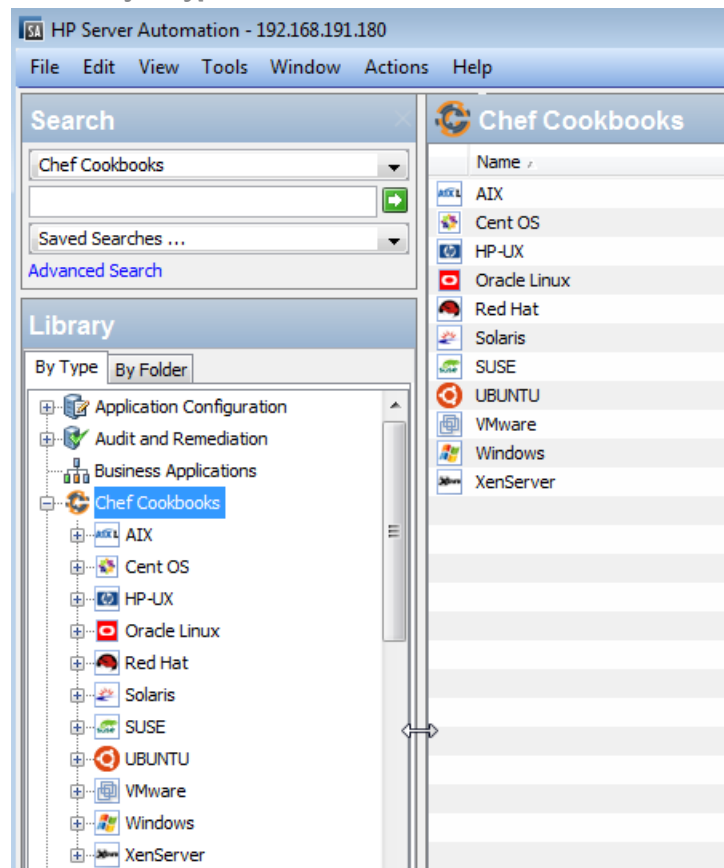 HP Server Automation - 192.168.191.180
File Edit View Tools Window Actions Help
Search
Chef Cookbooks
Saved Searches ...
Advanced Search
Library
By Type By Folder
Application Configuration
Audit and Remediation
Business Applications
Chef Cookbooks
AIX
Cent OS
HP-UX
Oracle Linux
Red Hat
Solaris
SUSE
UBUNTU
VMware
Windows
XenServer
Chef Cookbooks
Name
AIX
Cent OS
HP-UX
Oracle Linux
Red Hat
Solaris
SUSE
UBUNTU
VMware
Windows
XenServer